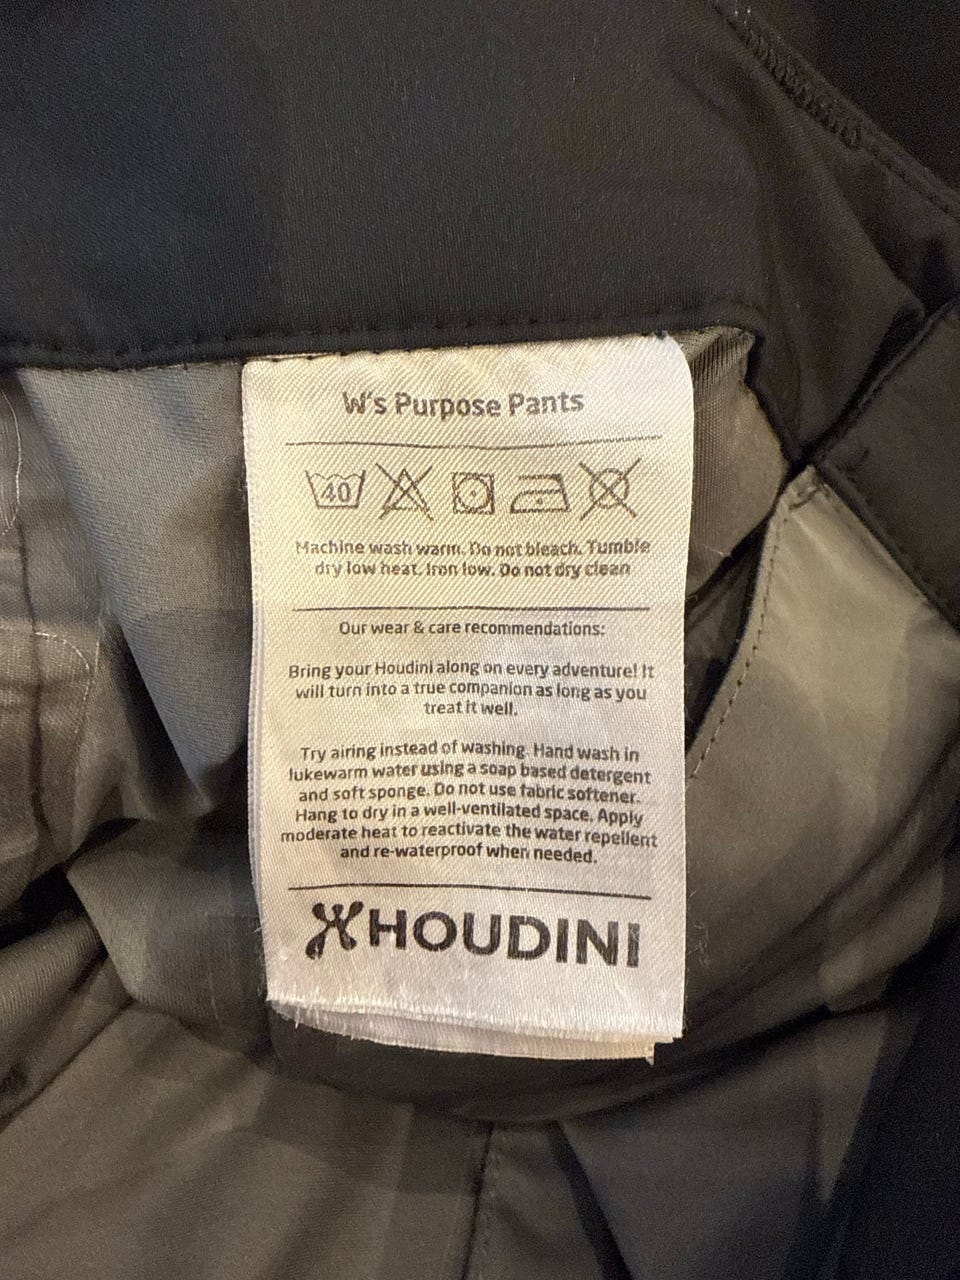 W's Purpose Pants
40
Machine wash warm. Do not bleach. Tumble
dry low heat. Iron low. Do not dry clean
Our wear & care recommendations:
Bring your Houdini along on every adventure! It
will turn into a true companion as long as you
treat it well.
Try airing instead of washing. Hand wash in
lukewarm water using a soap based detergent
and soft sponge. Do not use fabric softener.
Hang to dry in a well-ventilated space. Apply
moderate heat to reactivate the water repellent
and re-waterproof when needed.
HOUDINI